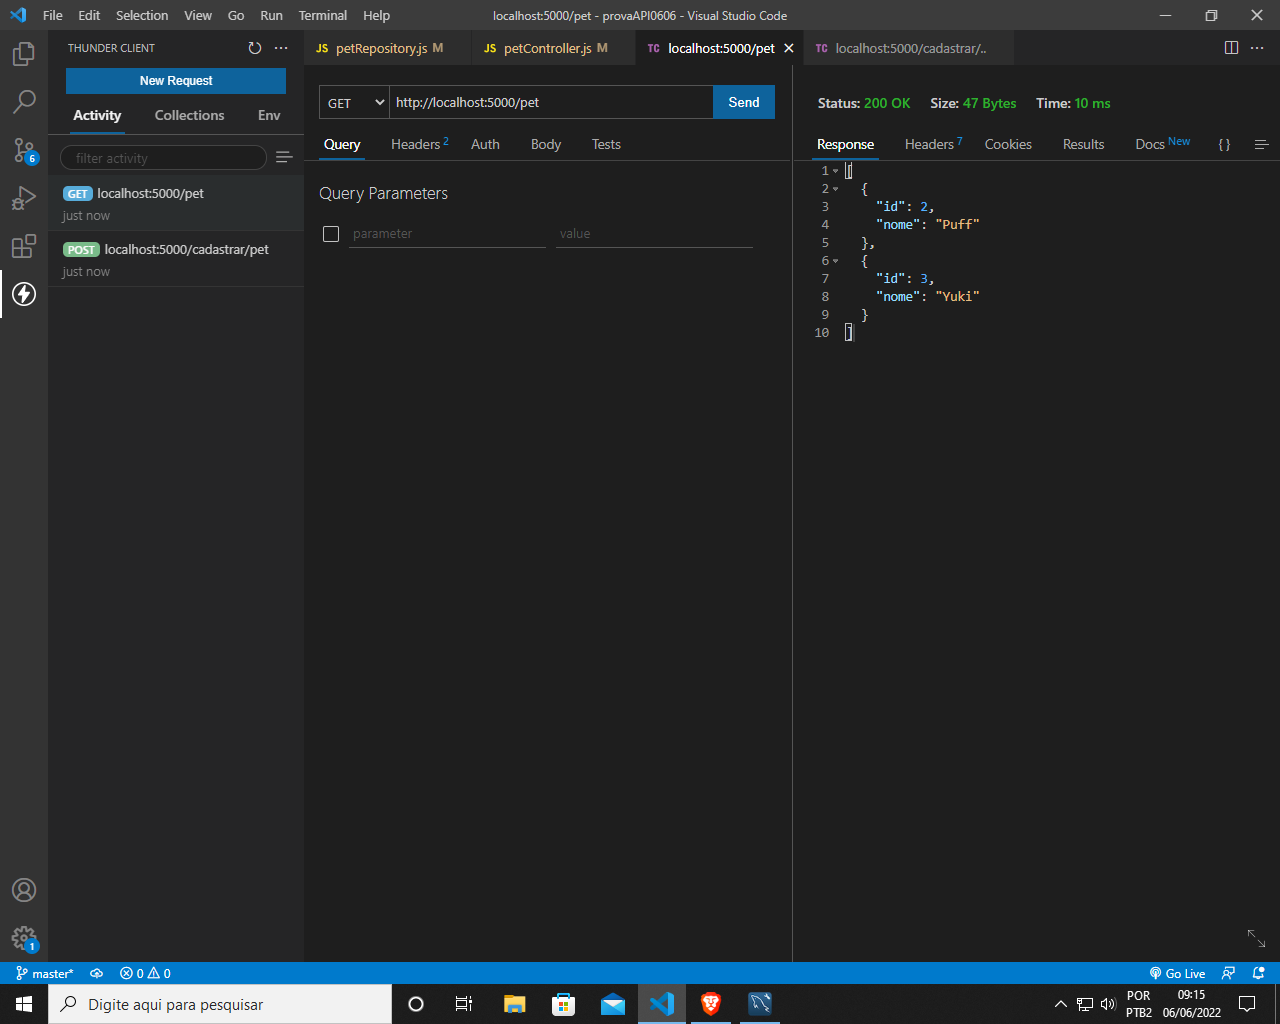 File Edit Selection View Go Run Terminal Help localhost:5000/pet - provaAPI0606 - Visual Studio Code
THUNDER CLIENT
New Request
Activity Collections Env
filter activity
GET localhost:5000/pet
just now
POST localhost:5000/cadastrar/pet
just now
6
1
JS petRepository.js M JS petController.js M TC localhost:5000/pet TC localhost:5000/cadastrar/..
GET http://localhost:5000/pet Send
Query Headers 2 Auth Body Tests
Query Parameters
parameter value
Status: 200 OK Size: 47 Bytes Time: 10 ms
Response Headers 7 Cookies Results Docs New { }
1 [
2 {
3 "id": 2,
4 "nome": "Puff"
5 },
6 {
7 "id": 3,
8 "nome": "Yuki"
9 }
10 ]
master* 0 0 Go Live
Digite aqui para pesquisar
POR
PTB2
09:15
06/06/2022